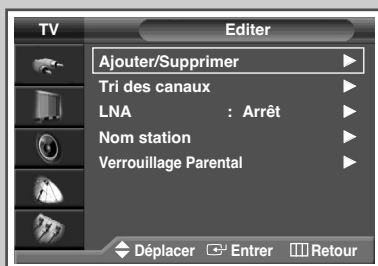 TV Editer
Ajouter/Supprimer
Tri des canaux
LNA : Arrêt
Nom station
Verrouillage Parental
Déplacer Entrer Retour